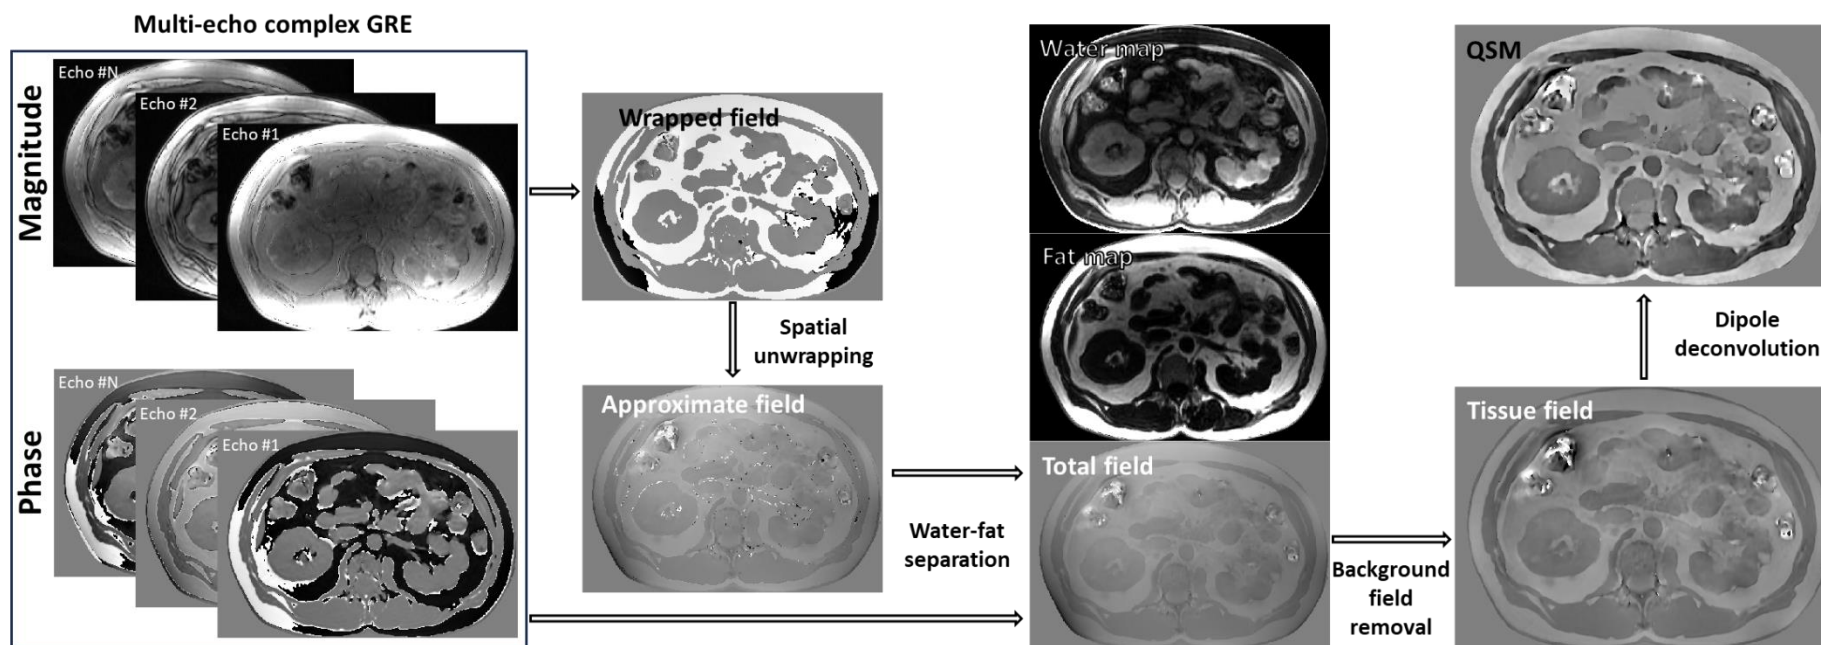 Multi-echo complex GRE
Magnitude
Echo #N
Echo #2
Echo #1
Phase
Echo #N
Echo #2
Echo #1
Wrapped field
Spatial
unwrapping
Approximate field
Water-fat
separation
Water map
Fat map
Total field
Background
field
removal
Tissue field
Dipole
deconvolution
QSM